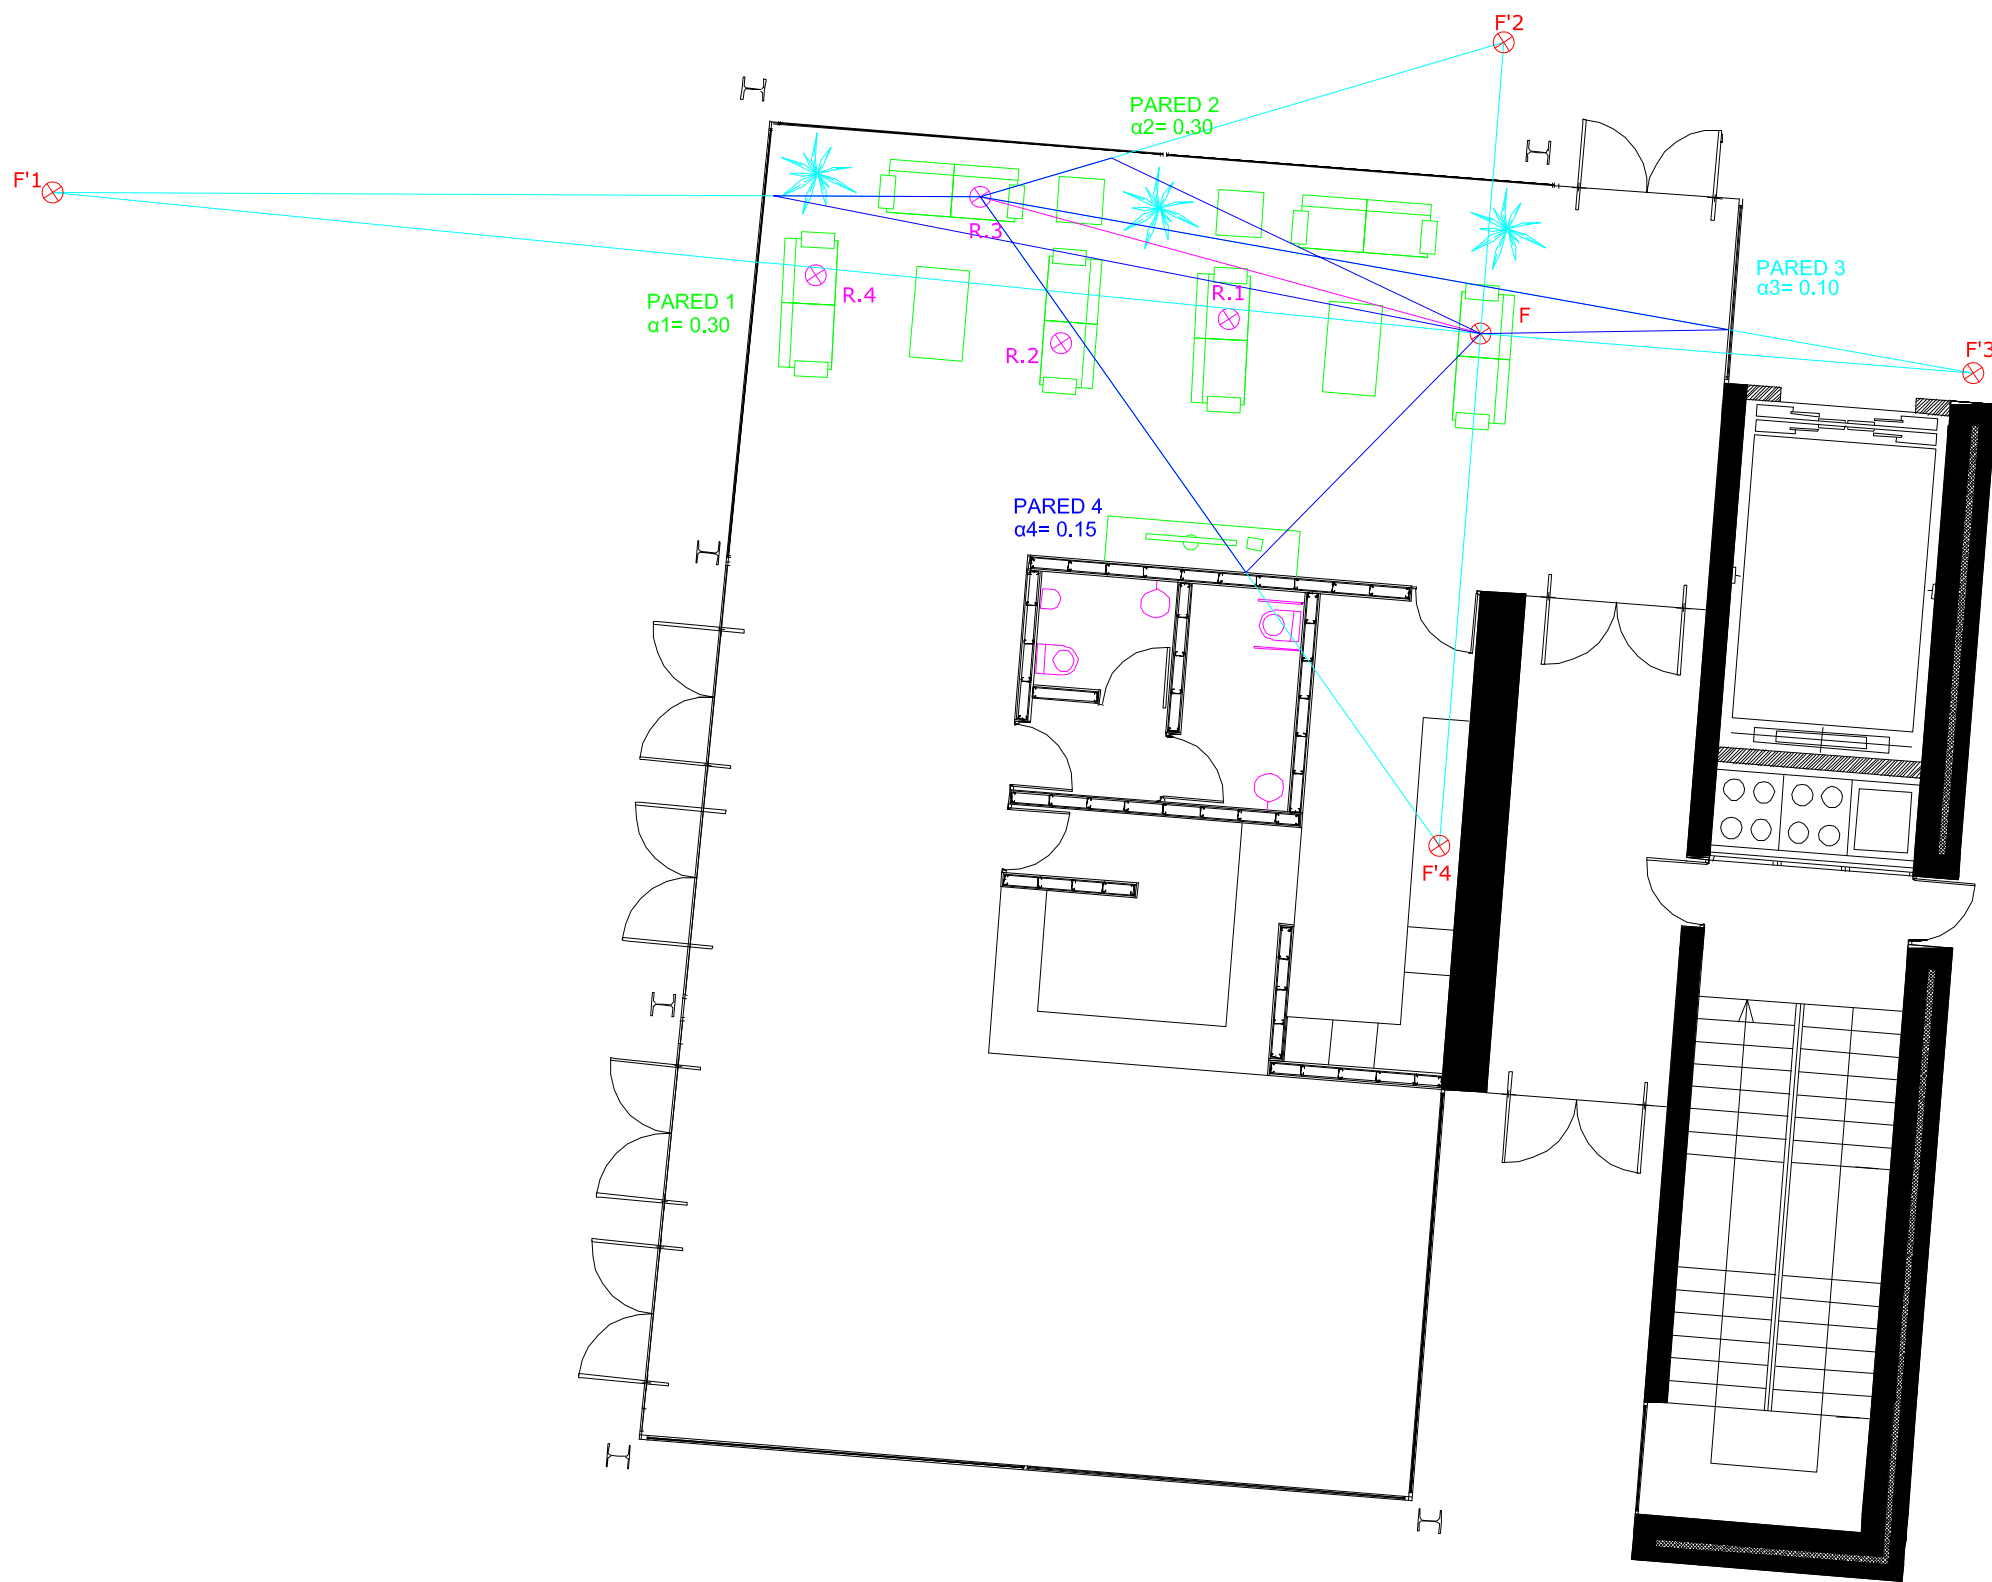 F'2
PARED 2
α2= 0.30
F'1
R.3
PARED 3
α3= 0.10
R.4
R.1
PARED 1
α1= 0.30
F
R.2
F'3
PARED 4
α4= 0.15
F'4